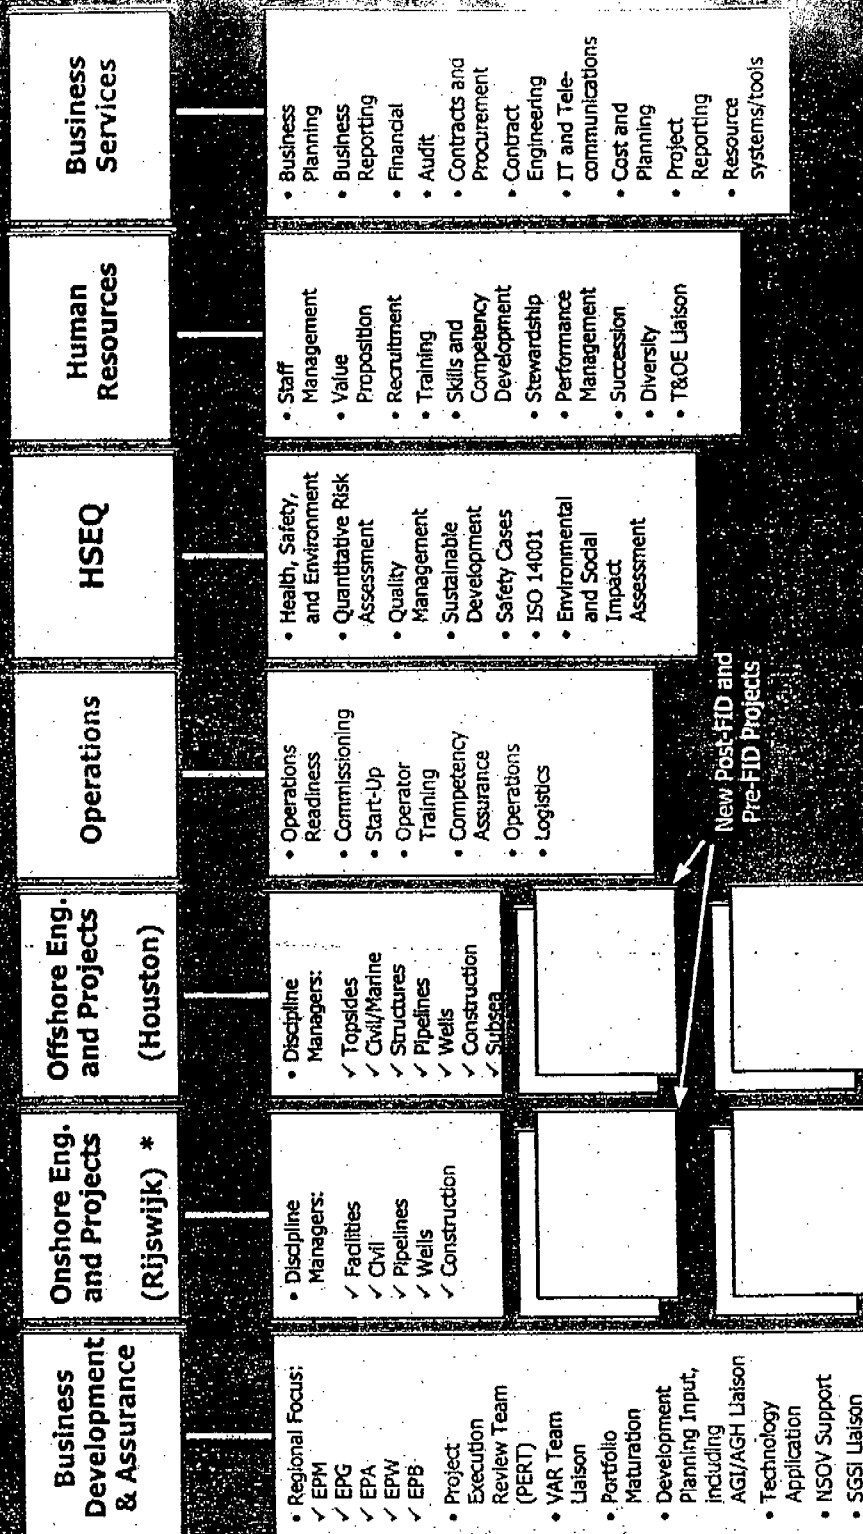 Business
Development
& Assurance
• Regional Focus:
✓ EPM
✓ EPG
✓ EPA
✓ EPW
✓ EPB
• Project
Execution
Review Team
(PERT)
• VAR Team
Liaison
• Portfolio
Maturation
• Development
Planning Input,
including
AGI/AGH Liaison
• Technology
Application
• NSOV Support
• SGSI Liaison
Onshore Eng.
and Projects
(Rijswijk) *
• Discipline
Managers:
✓ Facilities
✓ Civil
✓ Pipelines
✓ Wells
✓ Construction
Offshore Eng.
and Projects
(Houston)
• Discipline
Managers:
✓ Topsides
✓ Civil/Marine
✓ Structures
✓ Pipelines
✓ Wells
✓ Construction
✓ Subsea
New Post-FID and
Pre-FID Projects
Operations
• Operations
Readiness
• Commissioning
• Start-Up
• Operator
Training
• Competency
Assurance
• Operations
• Logistics
HSEQ
• Health, Safety,
and Environment
• Quantitative Risk
Assessment
• Quality
Management
• Sustainable
Development
• Safety Cases
• ISO 14001
• Environmental
and Social
Impact
Assessment
Human
Resources
• Staff
Management
• Value
Proposition
• Recruitment
• Training
• Skills and
Competency
Development
• Stewardship
• Performance
Management
• Succession
• Diversity
• T&OE Liaison
Business
Services
• Business
Planning
• Business
Reporting
• Financial
• Audit
• Contracts and
Procurement
• Contract
Engineering
• IT and Tele-
communications
• Cost and
Planning
• Project
Reporting
• Resource
systems/tools